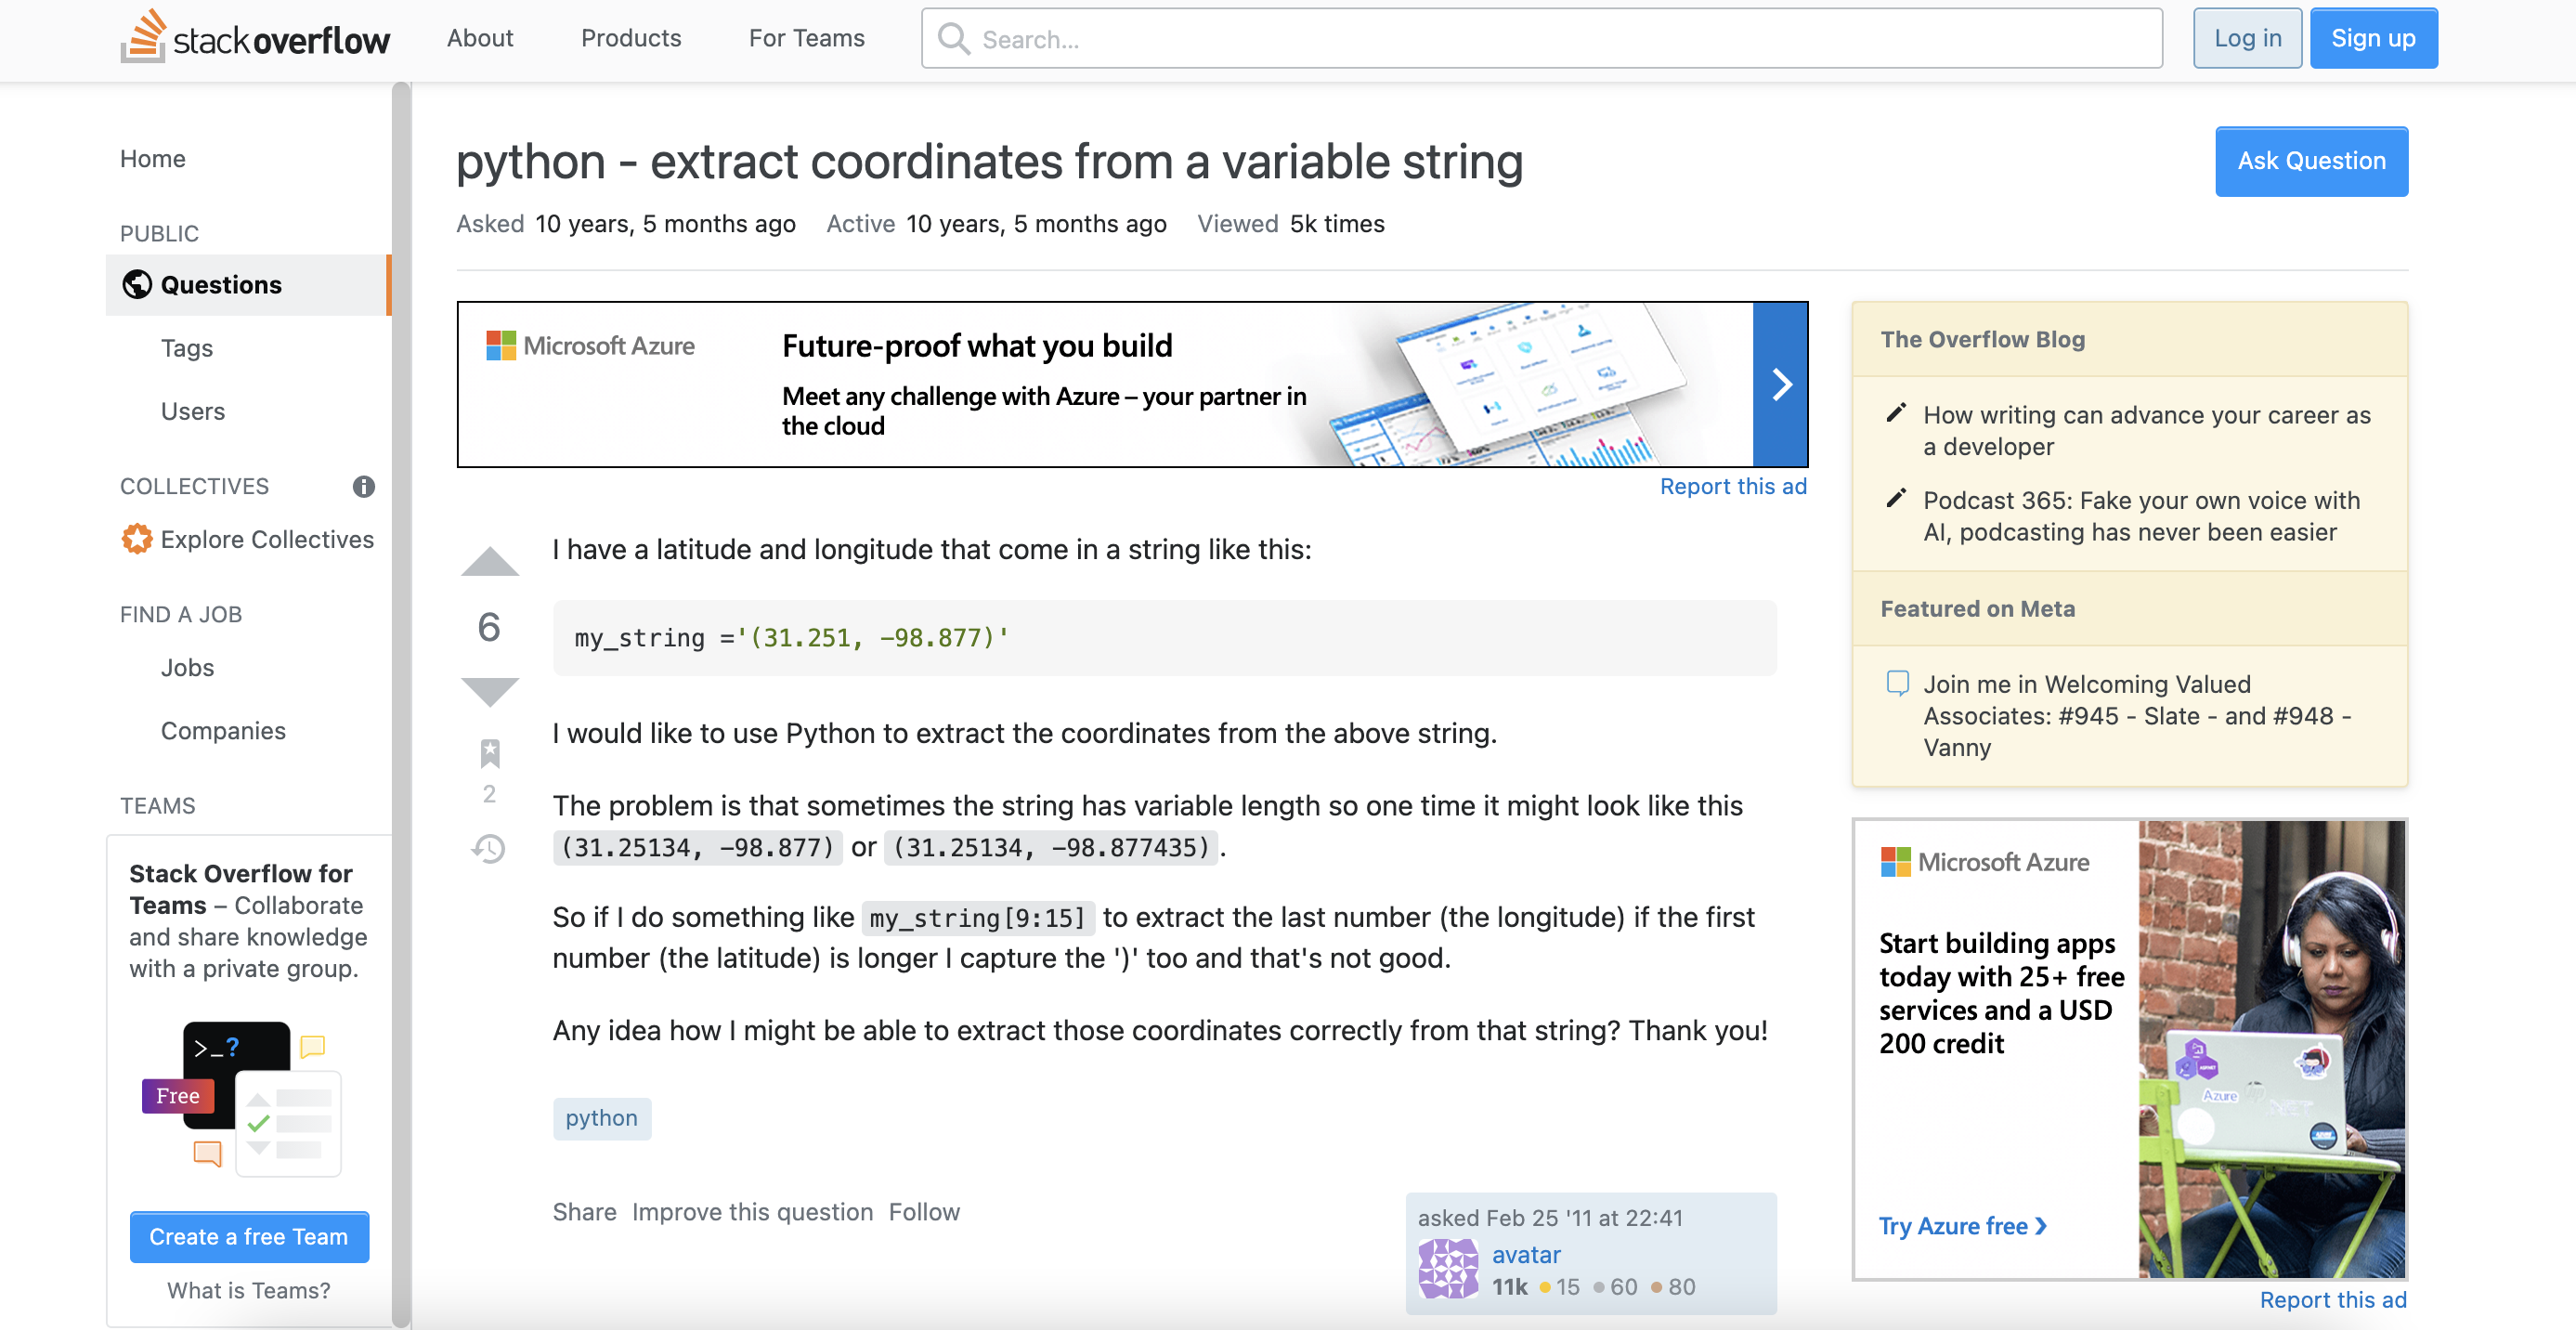 stackoverflow
About
Products
For Teams
Search...
Log in
Sign up
Home
PUBLIC
Questions
Tags
Users
COLLECTIVES
Explore Collectives
FIND A JOB
Jobs
Companies
TEAMS
Stack Overflow for
Teams – Collaborate
and share knowledge
with a private group.
>_?
Free
Create a free Team
What is Teams?
python - extract coordinates from a variable string
Ask Question
Asked 10 years, 5 months ago Active 10 years, 5 months ago Viewed 5k times
Microsoft Azure
Future-proof what you build
Meet any challenge with Azure – your partner in
the cloud
Report this ad
6
2
I have a latitude and longitude that come in a string like this:
my_string ='(31.251, -98.877)'
I would like to use Python to extract the coordinates from the above string.
The problem is that sometimes the string has variable length so one time it might look like this
(31.25134, -98.877) or (31.25134, -98.877435).
So if I do something like my_string[9:15] to extract the last number (the longitude) if the first
number (the latitude) is longer I capture the ')' too and that's not good.
Any idea how I might be able to extract those coordinates correctly from that string? Thank you!
python
Share Improve this question Follow
asked Feb 25 '11 at 22:41
avatar
11k 15 60 80
The Overflow Blog
How writing can advance your career as
a developer
Podcast 365: Fake your own voice with
AI, podcasting has never been easier
Featured on Meta
Join me in Welcoming Valued
Associates: #945 - Slate - and #948 -
Vanny
Microsoft Azure
Start building apps
today with 25+ free
services and a USD
200 credit
Try Azure free ❯
Azure
hp
Report this ad